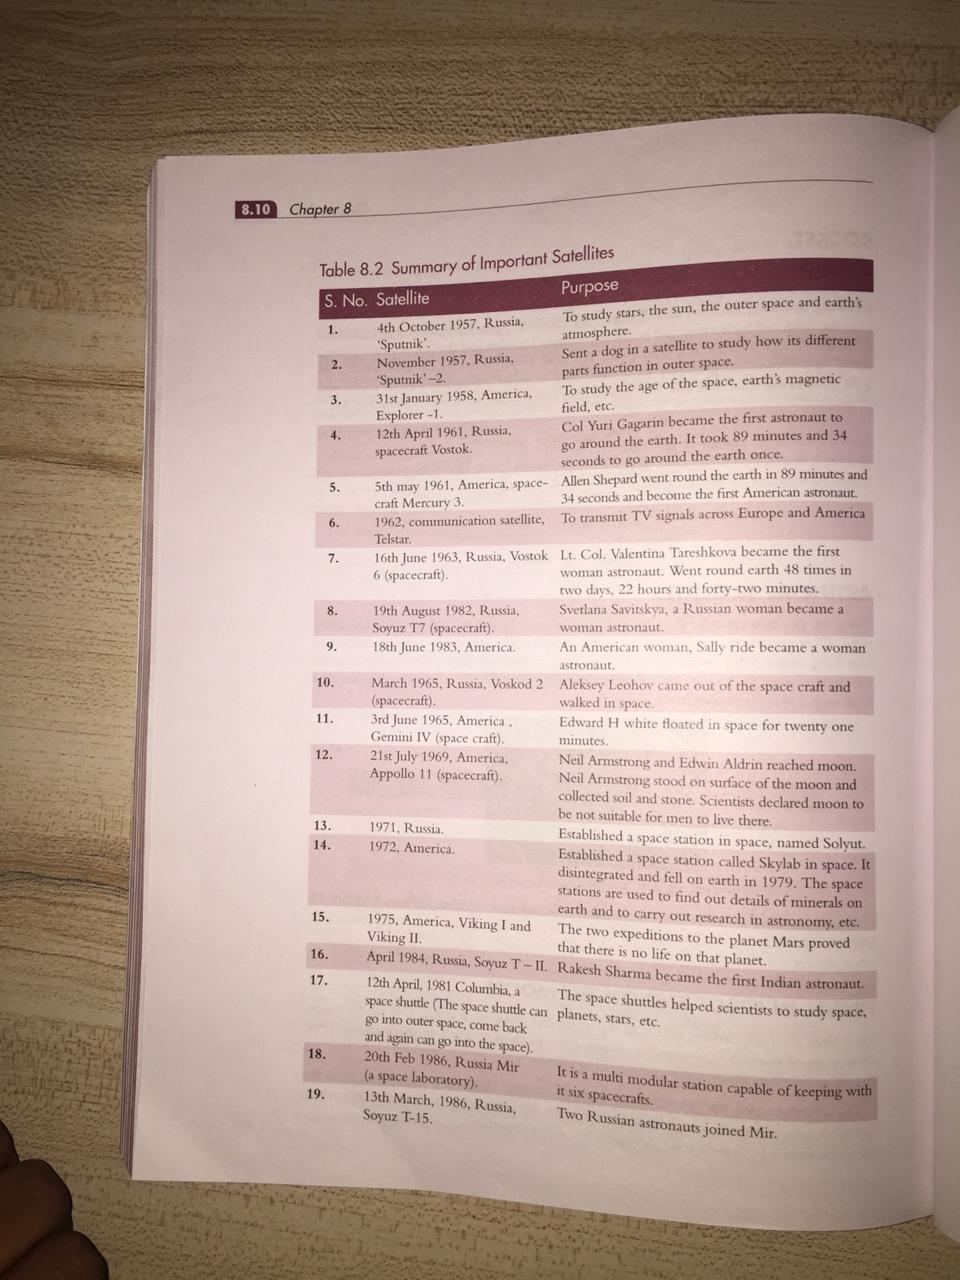 8.10 Chapter 8
Table 8.2 Summary of Important Satellites
S. No. Satellite Purpose
1. 4th October 1957, Russia, To study stars, the sun, the outer space and earth's
'Sputnik'. atmosphere.
2. November 1957, Russia, Sent a dog in a satellite to study how its different
'Sputnik' –2. parts function in outer space.
3. 31st January 1958, America, To study the age of the space, earth's magnetic
Explorer -1. field, etc.
4. 12th April 1961, Russia, Col Yuri Gagarin became the first astronaut to
spacecraft Vostok. go around the earth. It took 89 minutes and 34
seconds to go around the earth once.
5. 5th may 1961, America, space- Allen Shepard went round the earth in 89 minutes and
craft Mercury 3. 34 seconds and become the first American astronaut.
6. 1962, communication satellite, To transmit TV signals across Europe and America
Telstar.
7. 16th June 1963, Russia, Vostok Lt. Col. Valentina Tareshkova became the first
6 (spacecraft). woman astronaut. Went round earth 48 times in
two days, 22 hours and forty-two minutes.
8. 19th August 1982, Russia, Svetlana Savitskya, a Russian woman became a
Soyuz T7 (spacecraft). woman astronaut.
9. 18th June 1983, America. An American woman, Sally ride became a woman
astronaut.
10. March 1965, Russia, Voskod 2 Aleksey Leohov came out of the space craft and
(spacecraft). walked in space.
11. 3rd June 1965, America , Edward H white floated in space for twenty one
Gemini IV (space craft). minutes.
12. 21st July 1969, America, Neil Armstrong and Edwin Aldrin reached moon.
Appollo 11 (spacecraft). Neil Armstrong stood on surface of the moon and
collected soil and stone. Scientists declared moon to
be not suitable for men to live there.
13. 1971, Russia. Established a space station in space, named Solyut.
14. 1972, America. Established a space station called Skylab in space. It
disintegrated and fell on earth in 1979. The space
stations are used to find out details of minerals on
earth and to carry out research in astronomy, etc.
15. 1975, America, Viking I and The two expeditions to the planet Mars proved
Viking II. that there is no life on that planet.
16. April 1984, Russia, Soyuz T – II. Rakesh Sharma became the first Indian astronaut.
17. 12th April, 1981 Columbia, a The space shuttles helped scientists to study space,
space shuttle (The space shuttle can planets, stars, etc.
go into outer space, come back
and again can go into the space).
18. 20th Feb 1986, Russia Mir It is a multi modular station capable of keeping with
(a space laboratory). it six spacecrafts.
19. 13th March, 1986, Russia, Two Russian astronauts joined Mir.
Soyuz T-15.